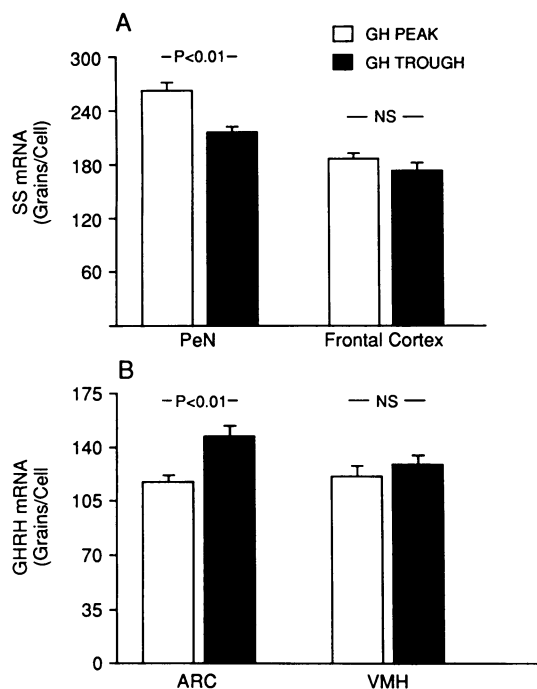 A
GH PEAK
GH TROUGH
P<0.01
NS
SS mRNA
(Grains/Cell)
300
240
180
120
60
PeN
Frontal Cortex
B
P<0.01
NS
GHRH mRNA
(Grains/Cell
175
140
105
70
35
0
ARC
VMH